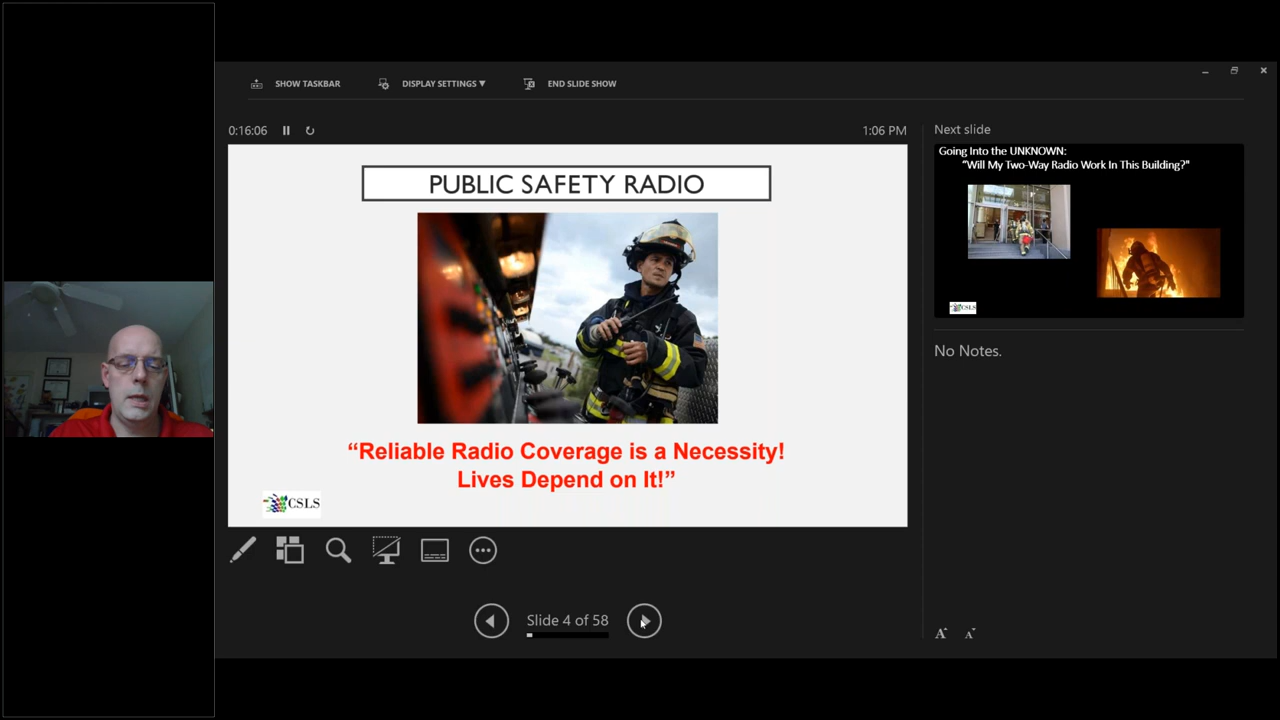 SHOW TASKBAR
DISPLAY SETTINGS ▼
END SLIDE SHOW
0:16:06
1:06 PM
PUBLIC SAFETY RADIO
“Reliable Radio Coverage is a Necessity!
Lives Depend on It!”
CSLS
Slide 4 of 58
Next slide
Going Into the UNKNOWN:
“Will My Two-Way Radio Work In This Building?”
CSLS
No Notes.
A
A